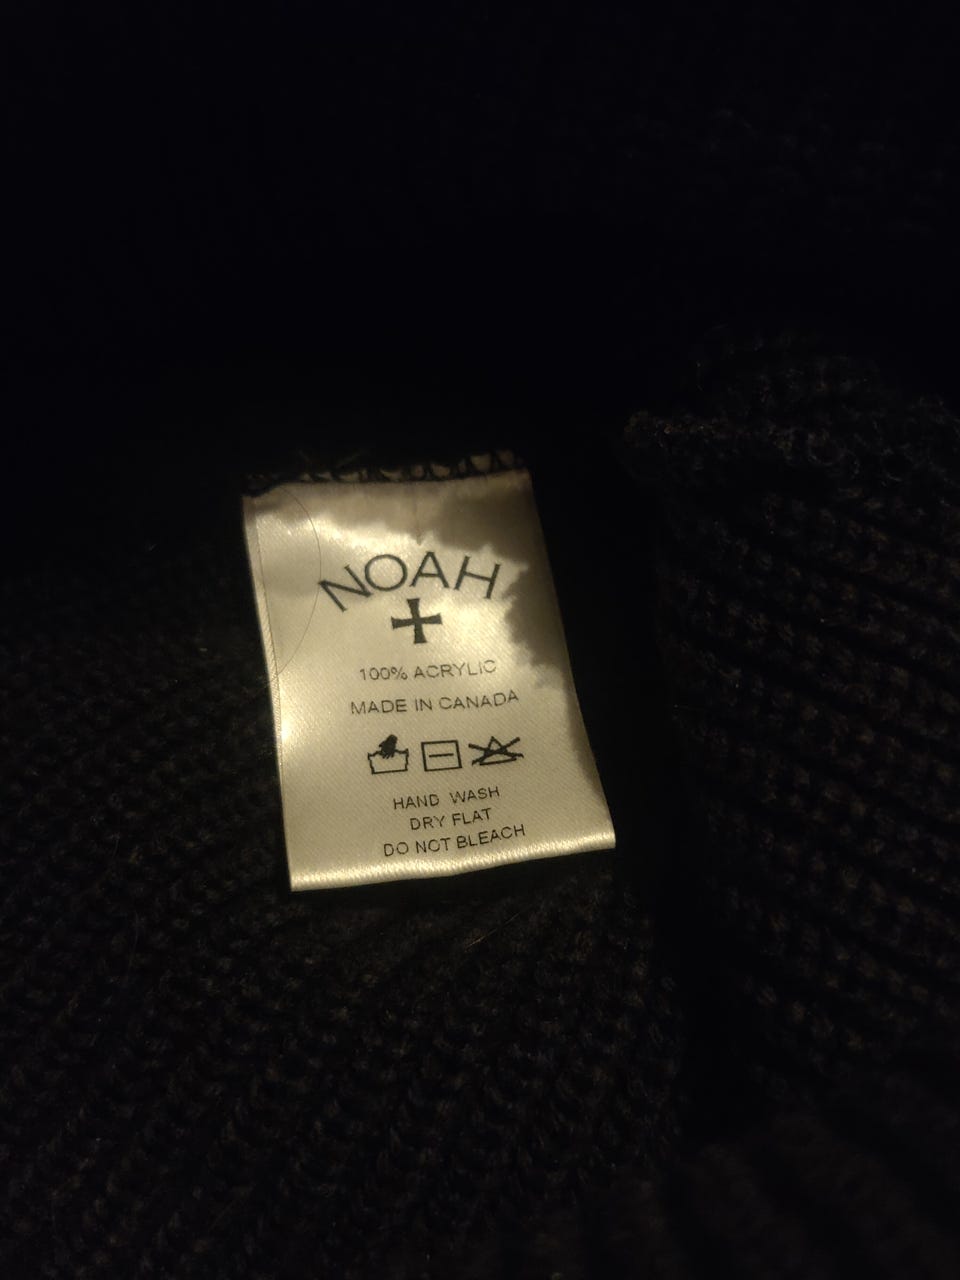 NOAH
100% ACRYLIC
MADE IN CANADA
HAND WASH
DRY FLAT
DO NOT BLEACH